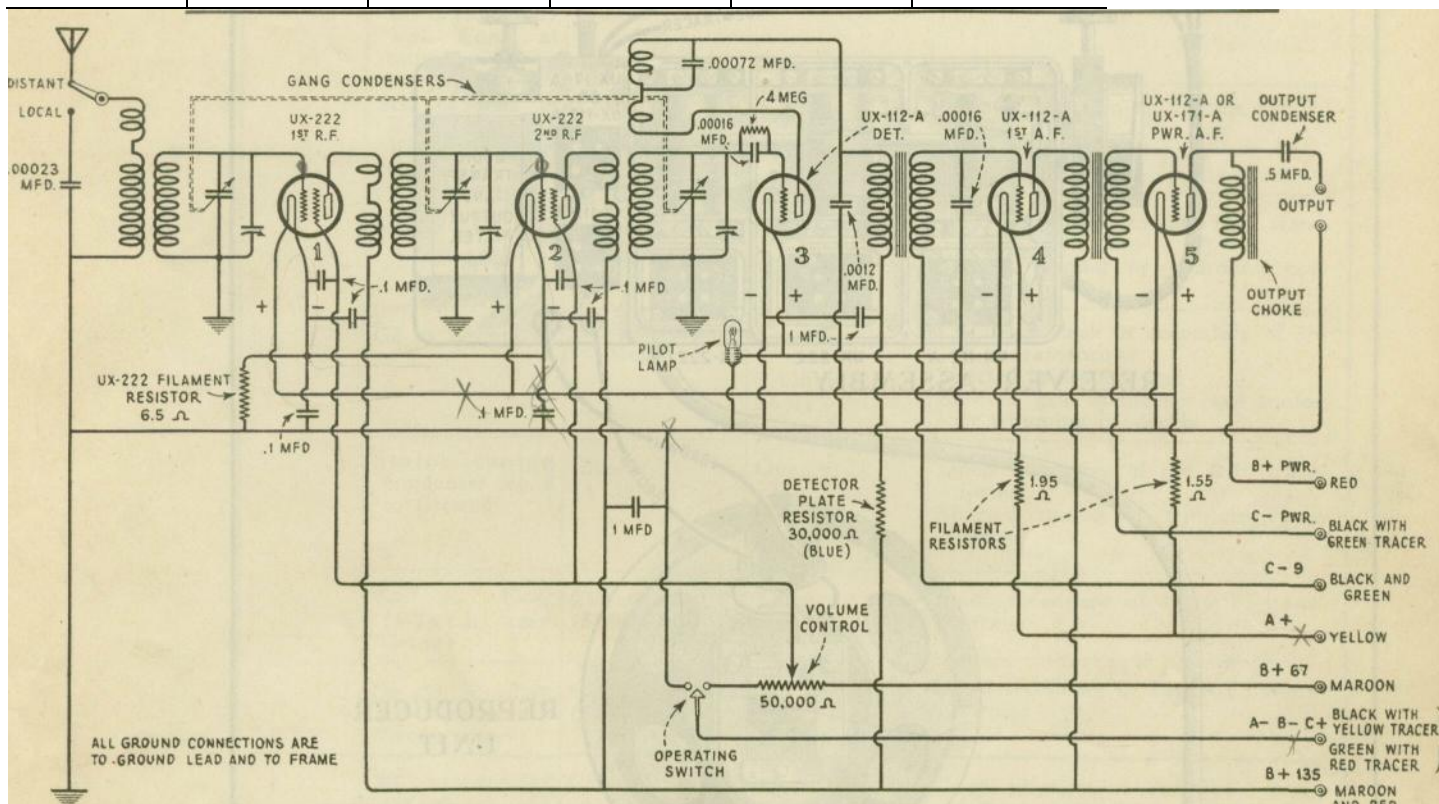 DISTANT
LOCAL
.00023
MFD.
GANG CONDENSERS
UX-222
1ST R.F.
UX-222
2ND R.F
.00072 MFD.
4 MEG
.00016
MFD.
UX-112-A
DET.
.00016
MFD.
UX-112-A
1ST A.F.
UX-112-A OR
UX-171-A
PWR. A.F.
OUTPUT
CONDENSER
.5 MFD.
OUTPUT
OUTPUT
CHOKE
1
2
3
4
5
+
-
+
-
-
+
-
+
-
+
.1 MFD.
.1 MFD
.0012
MFD.
1 MFD.
PILOT
LAMP
UX-222 FILAMENT
RESISTOR
6.5 Ω
.1 MFD
.1 MFD.
1 MFD
DETECTOR
PLATE
RESISTOR
30,000 Ω
(BLUE)
FILAMENT
RESISTORS
1.95
Ω
1.55
Ω
B+ PWR.
RED
C- PWR.
BLACK WITH
GREEN TRACER
C-9
BLACK AND
GREEN
A+
YELLOW
B+ 67
MAROON
A- B- C+
BLACK WITH
YELLOW TRACER
GREEN WITH
RED TRACER
B+ 135
MAROON
AND RED
VOLUME
CONTROL
50,000 Ω
OPERATING
SWITCH
ALL GROUND CONNECTIONS ARE
TO GROUND LEAD AND TO FRAME
RECEIVER ASSEMBLY
REPRODUCER
UNIT